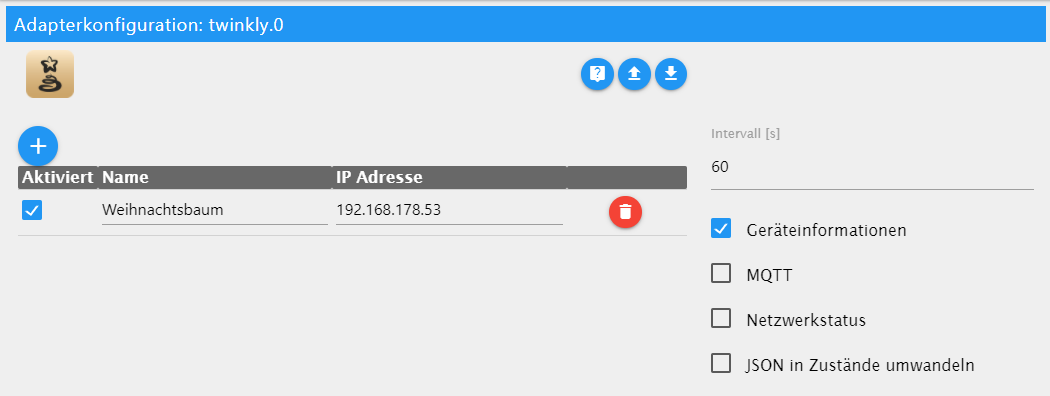 Adapterkonfiguration: twinkly.0
Aktiviert Name IP Adresse
Weihnachtsbaum 192.168.178.53
Intervall [s]
60
Geräteinformationen
MQTT
Netzwerkstatus
JSON in Zustände umwandeln